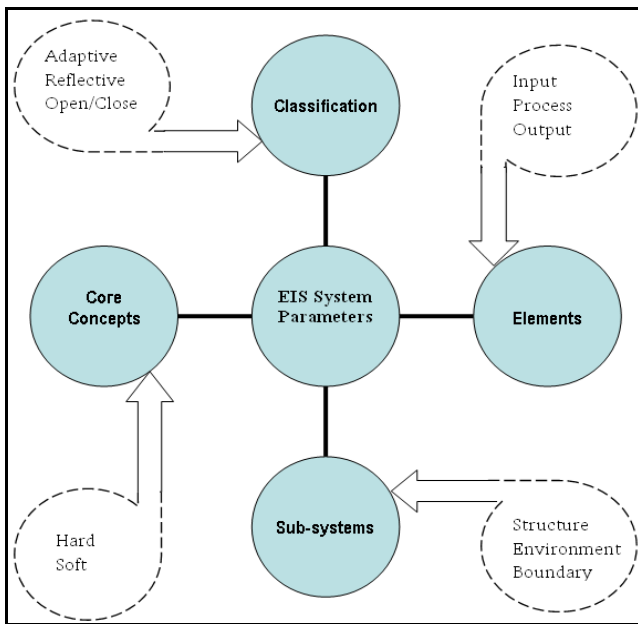 Adaptive
Reflective
Open/Close
Classification
Input
Process
Output
Core
Concepts
EIS System
Parameters
Elements
Hard
Soft
Sub-systems
Structure
Environment
Boundary